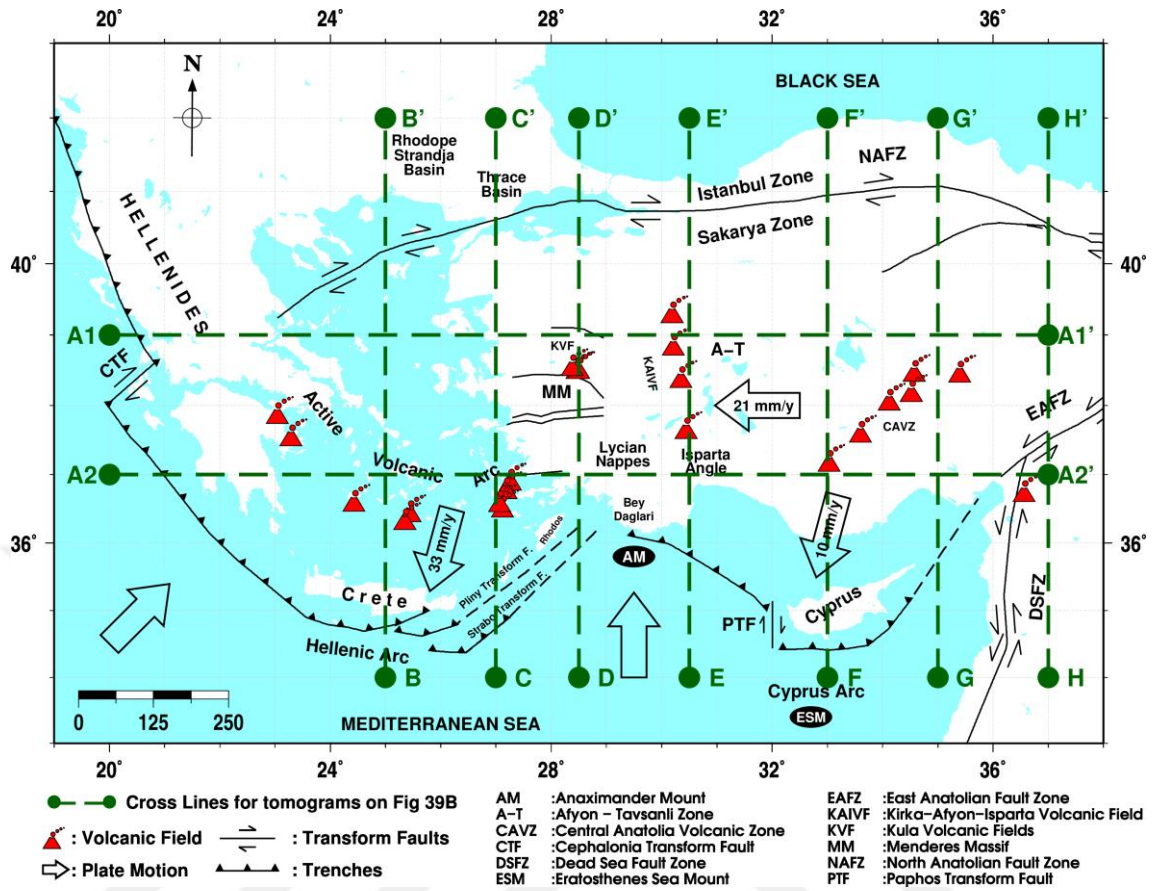 20° 24° 28° 32° 36°
N
BLACK SEA
B' C' D' E' F' G' H'
Rhodope
Strandja
Basin
Thrace
Basin
NAFZ
Istanbul Zone
Sakarya Zone
HELLENIDES
40° 40°
A1 A1'
CTF
KVF
KAIVF
A-T
MM
21 mm/y
EAFZ
Active
Volcanic
Arc
CAVZ
Lycian
Nappes
Isparta
Angle
A2 A2'
Bey
Daglari
33 mm/y
10 mm/y
Rhodos
36° 36°
AM
Pliny Transform F.
Strabo Transform F.
Crete
Cyprus
DSFZ
PTF
Hellenic Arc
B C D E F G H
Cyprus Arc
ESM
0 125 250
MEDITERRANEAN SEA
20° 24° 28° 32° 36°
Cross Lines for tomograms on Fig 39B
: Volcanic Field
: Transform Faults
: Plate Motion
: Trenches
AM :Anaximander Mount
A-T :Afyon - Tavsanli Zone
CAVZ :Central Anatolia Volcanic Zone
CTF :Cephalonia Transform Fault
DSFZ :Dead Sea Fault Zone
ESM :Eratosthenes Sea Mount
EAFZ :East Anatolian Fault Zone
KAIVF :Kirka-Afyon-Isparta Volcanic Field
KVF :Kula Volcanic Fields
MM :Menderes Massif
NAFZ :North Anatolian Fault Zone
PTF :Paphos Transform Fault